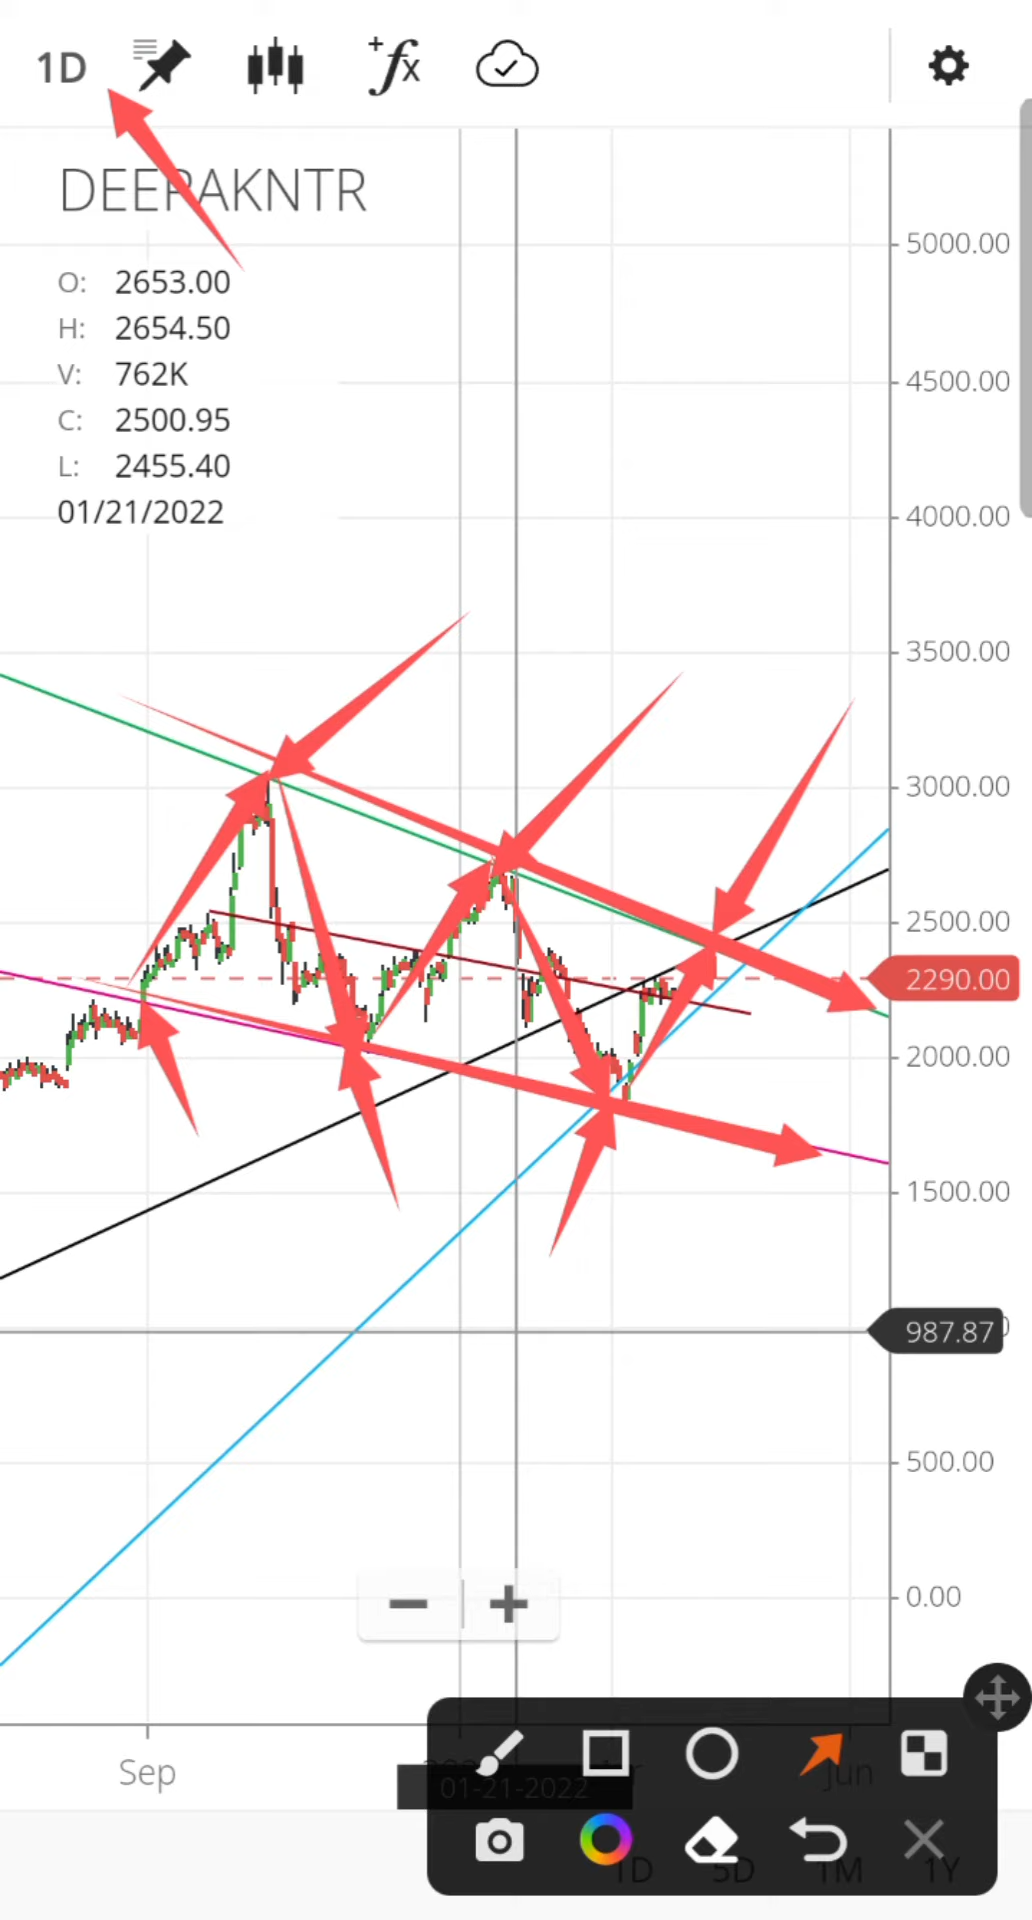 1D
+fx
DEEPAKNTR
O: 2653.00
H: 2654.50
V: 762K
C: 2500.95
L: 2455.40
01/21/2022
5000.00
4500.00
4000.00
3500.00
3000.00
2500.00
2290.00
2000.00
1500.00
987.87
500.00
0.00
Sep
Jun
01-21-2022
1D 5D 1M 1Y